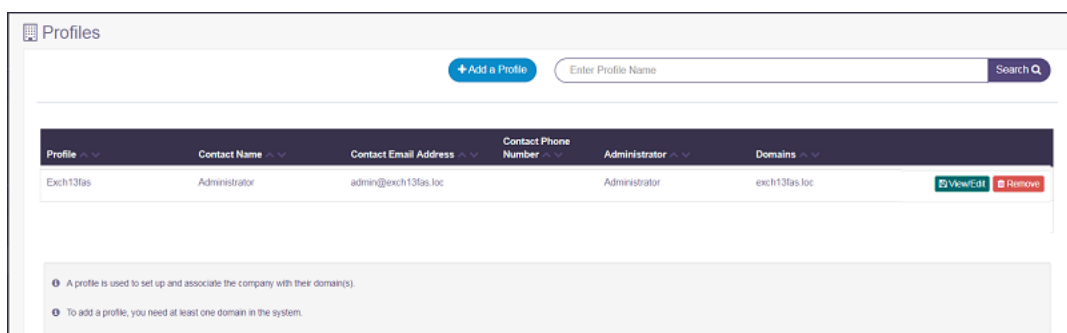 Profiles
+ Add a Profile Enter Profile Name Search
Contact Phone
Profile Contact Name Contact Email Address Number Administrator Domains
Exch13fas Administrator admin@exch13fas.loc Administrator exch13fas.loc View/Edit Remove
A profile is used to set up and associate the company with their domain(s).
To add a profile, you need at least one domain in the system.